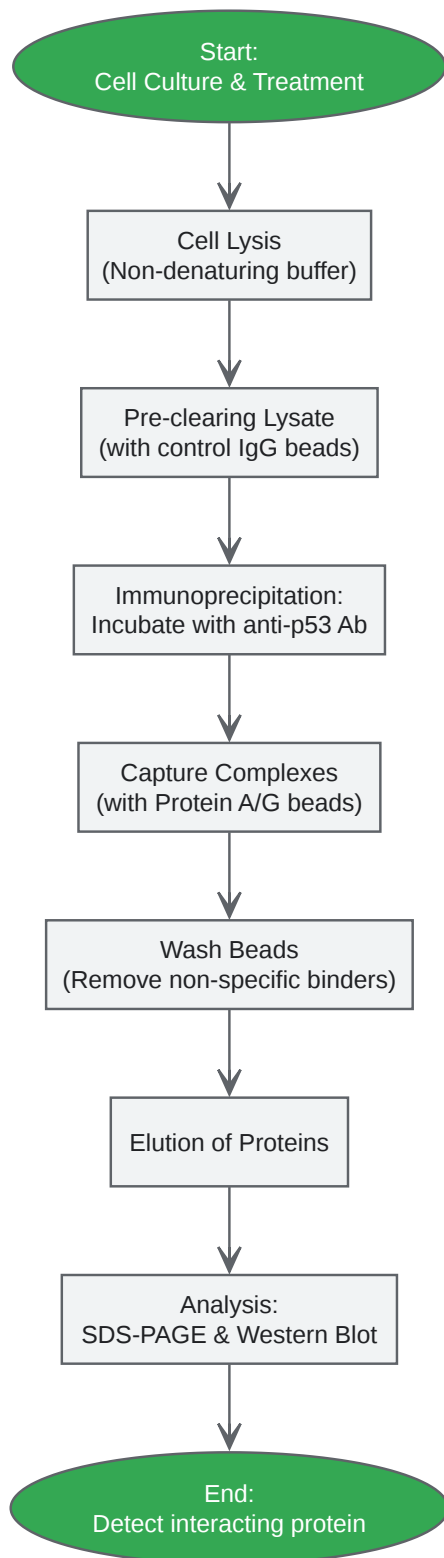 Start:
Cell Culture & Treatment
Cell Lysis
(Non-denaturing buffer)
Pre-clearing Lysate
(with control IgG beads)
Immunoprecipitation:
Incubate with anti-p53 Ab
Capture Complexes
(with Protein A/G beads)
Wash Beads
(Remove non-specific binders)
Elution of Proteins
Analysis:
SDS-PAGE & Western Blot
End:
Detect interacting protein